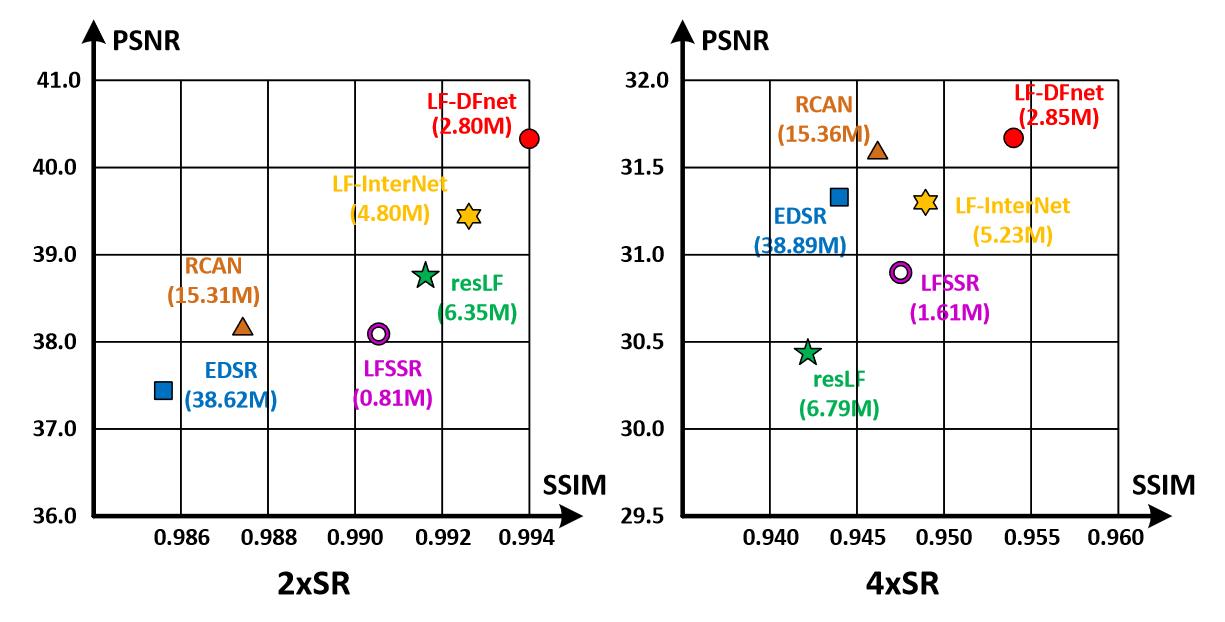 PSNR
41.0
40.0
39.0
38.0
37.0
36.0
LF-DFnet
(2.80M)
LF-InterNet
(4.80M)
RCAN
(15.31M)
resLF
(6.35M)
EDSR
(38.62M)
LFSSR
(0.81M)
SSIM
0.986 0.988 0.990 0.992 0.994
2xSR
PSNR
32.0
31.5
31.0
30.5
30.0
29.5
LF-DFnet
(2.85M)
RCAN
(15.36M)
LF-InterNet
(5.23M)
EDSR
(38.89M)
LFSSR
(1.61M)
resLF
(6.79M)
SSIM
0.940 0.945 0.950 0.955 0.960
4xSR